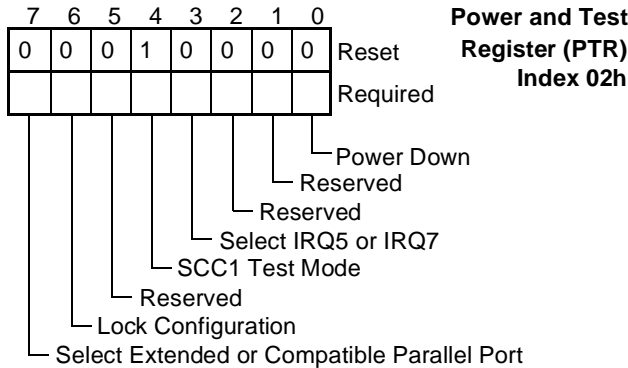 7 6 5 4 3 2 1 0
Power and Test
Register (PTR)
Index 02h
0 0 0 1 0 0 0 0 Reset
Required
Power Down
Reserved
Reserved
Select IRQ5 or IRQ7
SCC1 Test Mode
Reserved
Lock Configuration
Select Extended or Compatible Parallel Port